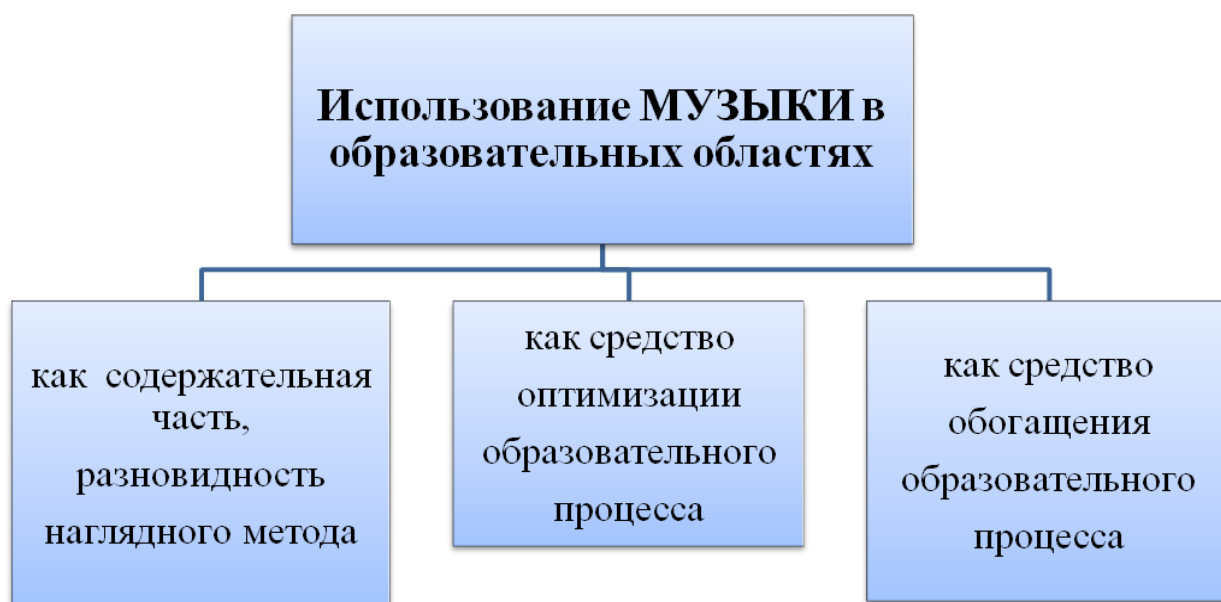 Использование МУЗЫКИ в
образовательных областях
как содержательная
часть,
разновидность
наглядного метода
как средство
оптимизации
образовательного
процесса
как средство
обогащения
образовательного
процесса